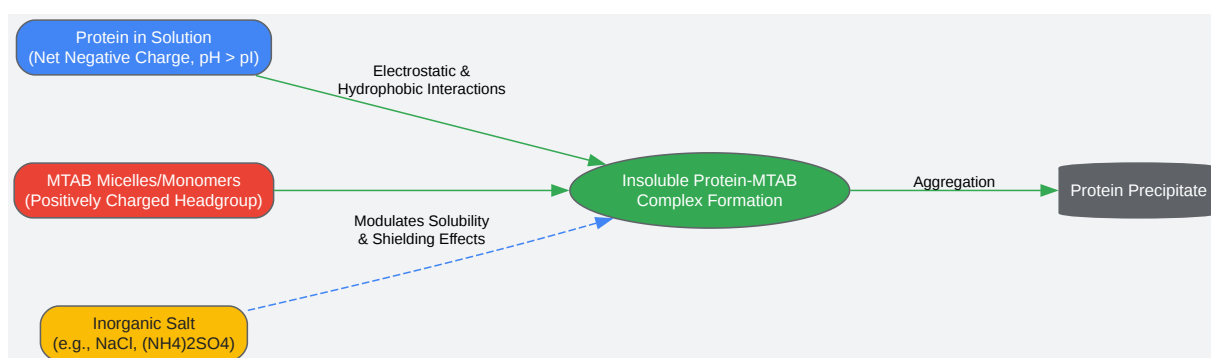 Protein in Solution
(Net Negative Charge, pH > pI)
Electrostatic &
Hydrophobic Interactions
MTAB Micelles/Monomers
(Positively Charged Headgroup)
Insoluble Protein-MTAB
Complex Formation
Aggregation
Protein Precipitate
Modulates Solubility
& Shielding Effects
Inorganic Salt
(e.g., NaCl, (NH4)2SO4)